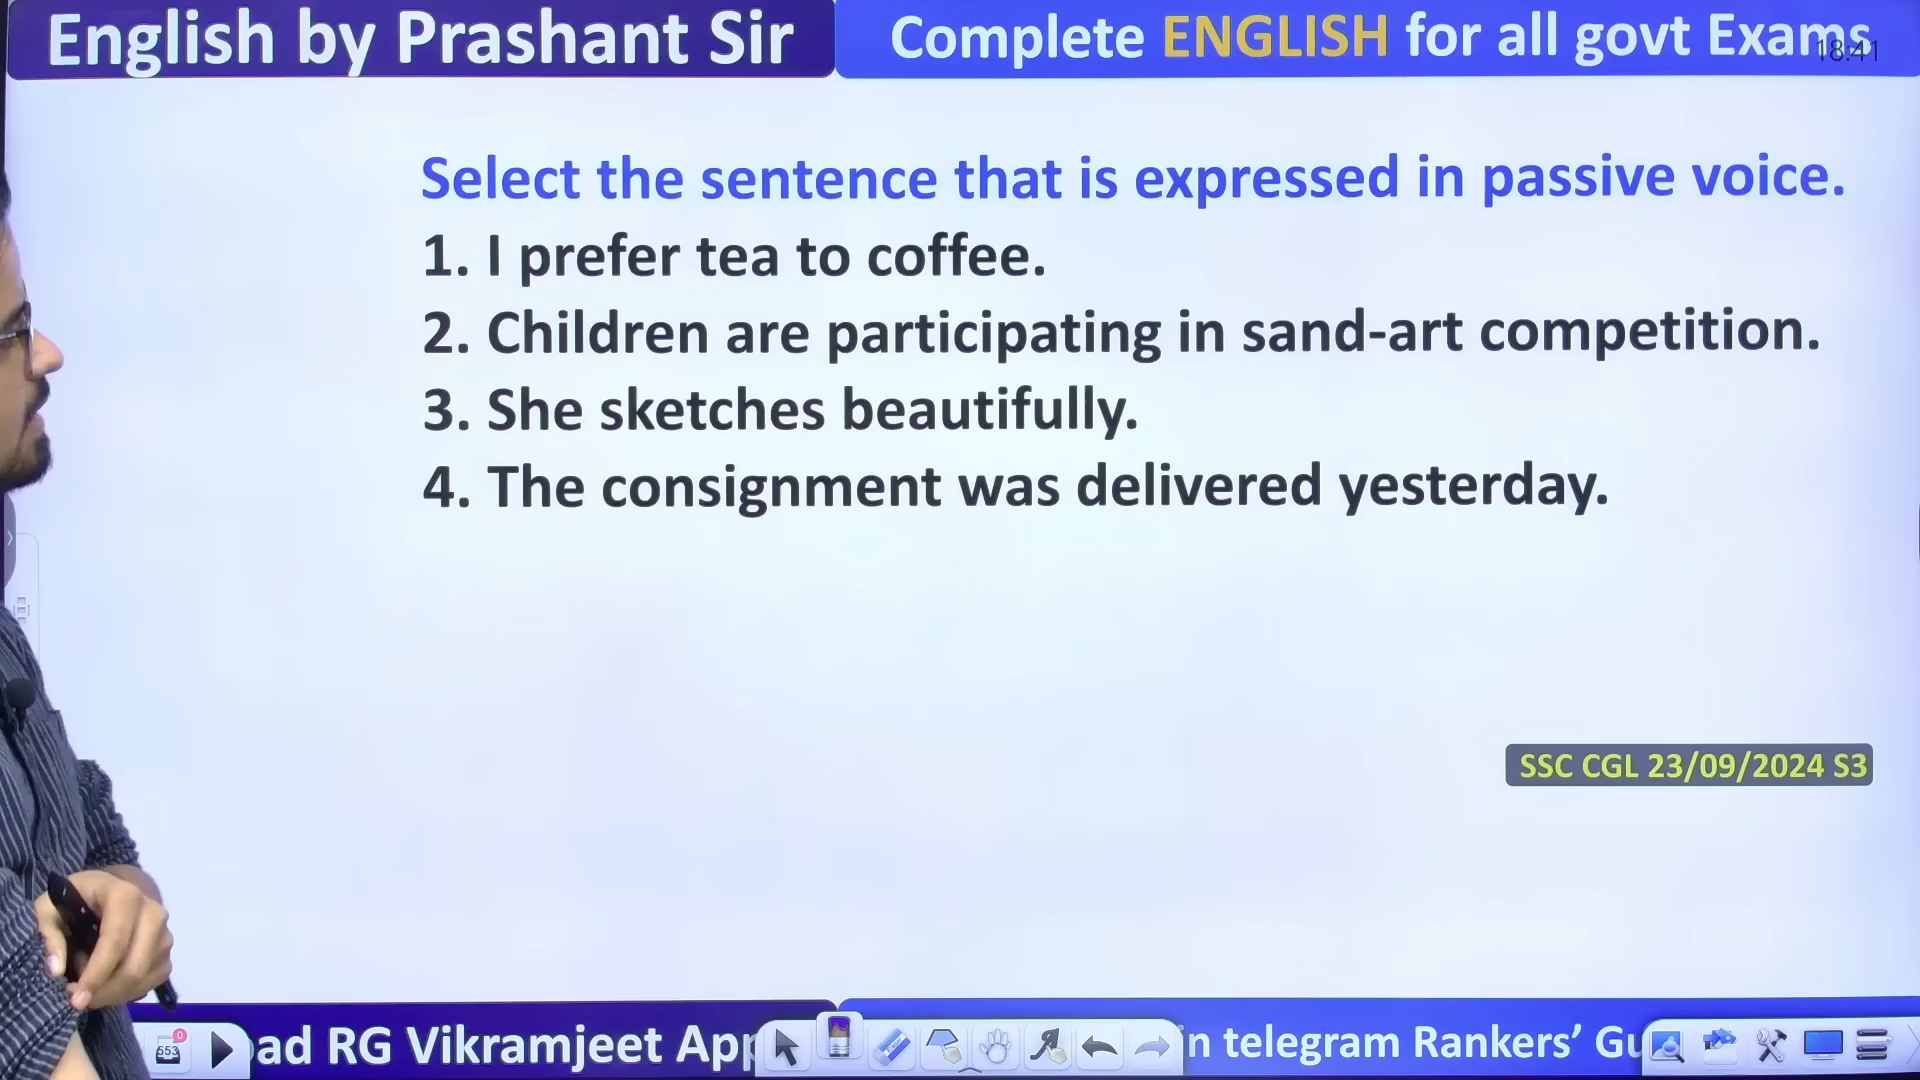 English by Prashant Sir
Complete ENGLISH for all govt Exams
18:41
Select the sentence that is expressed in passive voice.
1. I prefer tea to coffee.
2. Children are participating in sand-art competition.
3. She sketches beautifully.
4. The consignment was delivered yesterday.
SSC CGL 23/09/2024 S3
0
553
ad RG Vikramjeet App
in telegram Rankers’ Gu